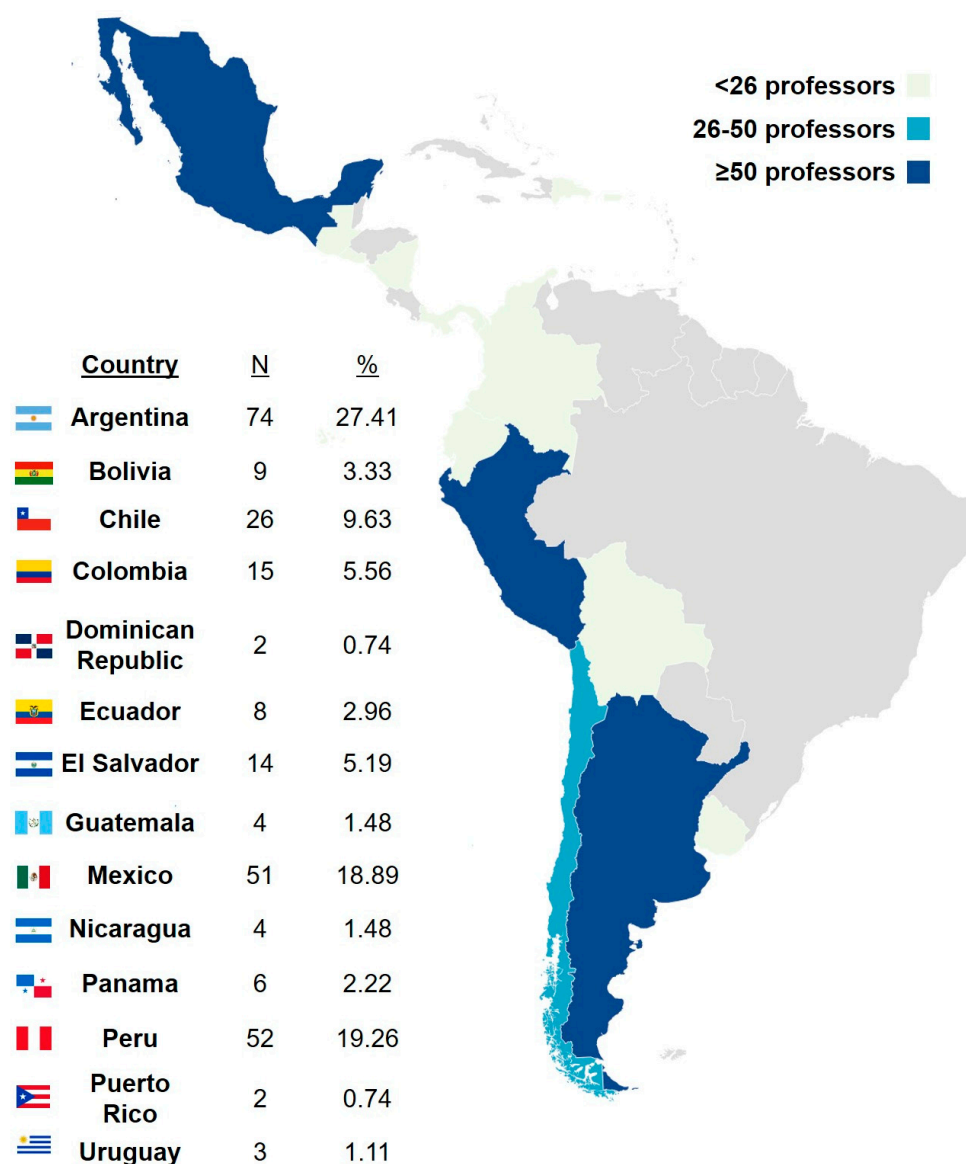 <26 professors
26-50 professors
≥50 professors
Country N %
Argentina 74 27.41
Bolivia 9 3.33
Chile 26 9.63
Colombia 15 5.56
Dominican
Republic 2 0.74
Ecuador 8 2.96
El Salvador 14 5.19
Guatemala 4 1.48
Mexico 51 18.89
Nicaragua 4 1.48
Panama 6 2.22
Peru 52 19.26
Puerto
Rico 2 0.74
Uruguay 3 1.11